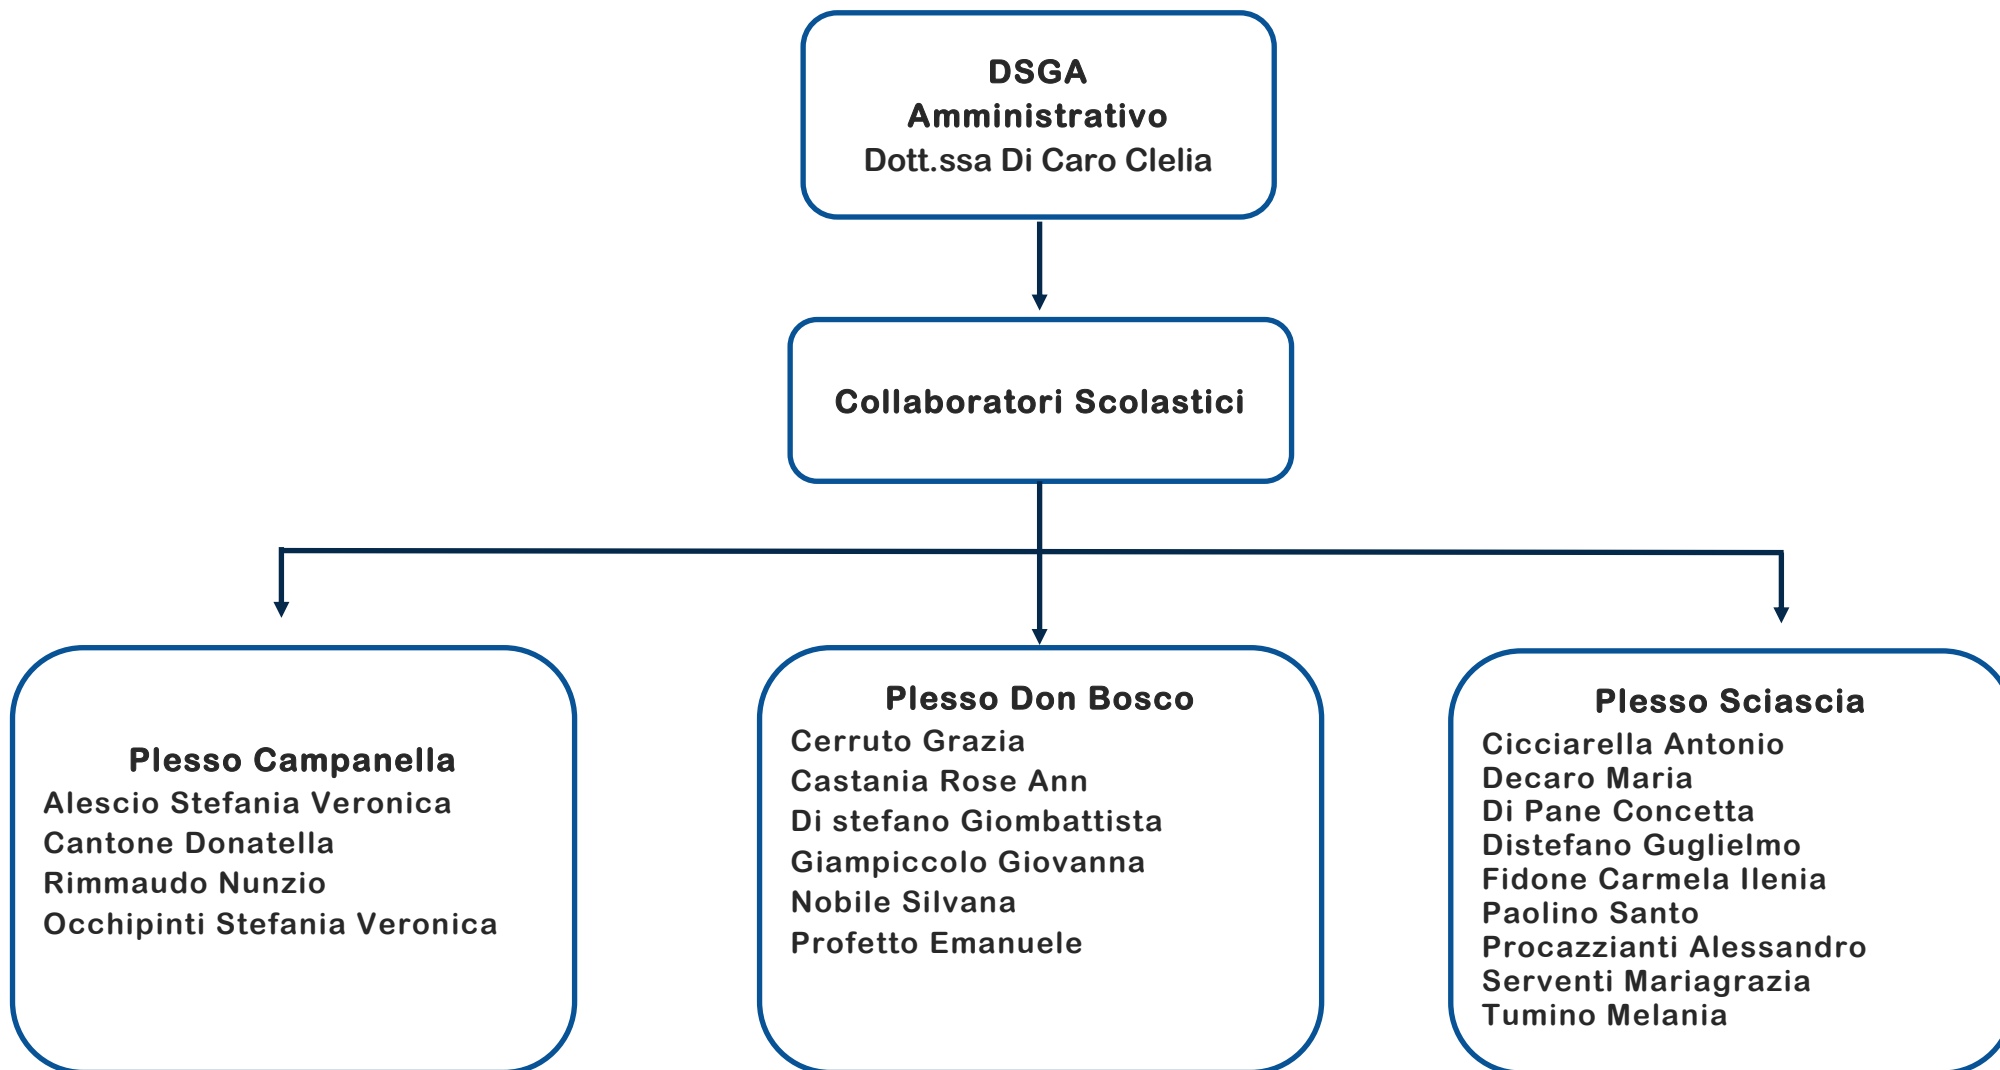 DSGA
Amministrativo
Dott.ssa Di Caro Clelia
Collaboratori Scolastici
Plesso Campanella
Alescio Stefania Veronica
Cantone Donatella
Rimmaudo Nunzio
Occhipinti Stefania Veronica
Plesso Don Bosco
Cerruto Grazia
Castania Rose Ann
Di stefano Giombattista
Giampiccolo Giovanna
Nobile Silvana
Profetto Emanuele
Plesso Sciascia
Cicciarella Antonio
Decaro Maria
Di Pane Concetta
Distefano Guglielmo
Fidone Carmela Ilenia
Paolino Santo
Procazzianti Alessandro
Serventi Mariagrazia
Tumino Melania